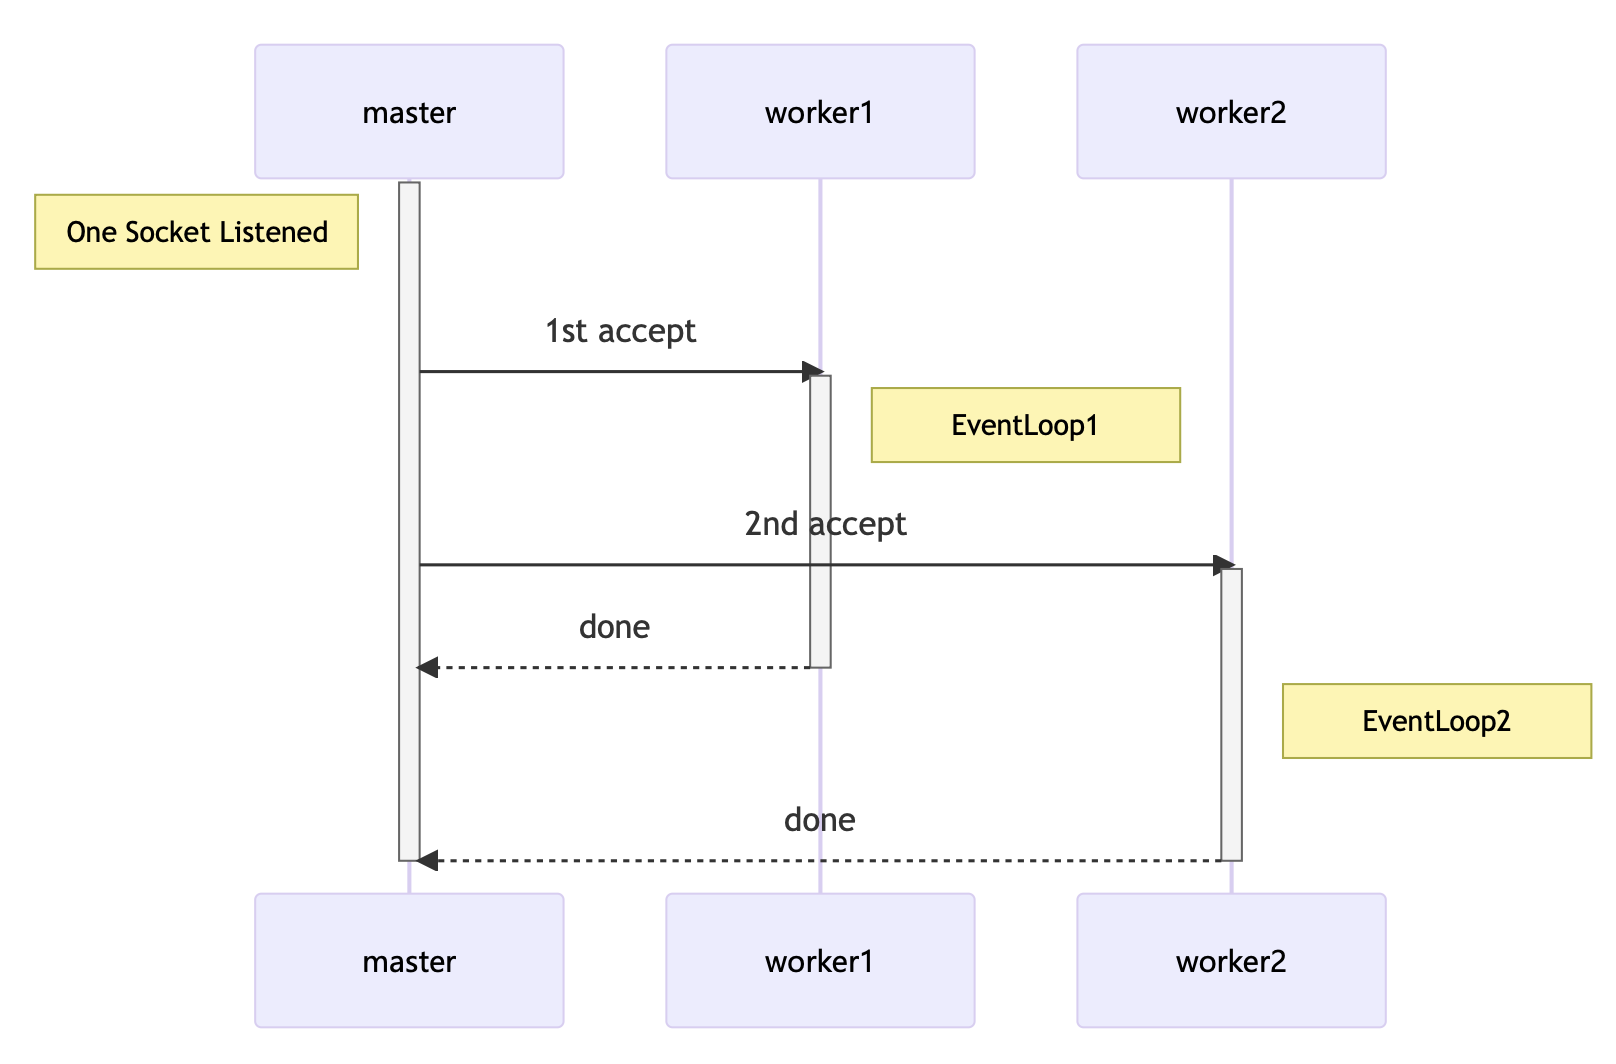 master
worker1
worker2
One Socket Listened
1st accept
EventLoop1
2nd accept
done
EventLoop2
done
master
worker1
worker2